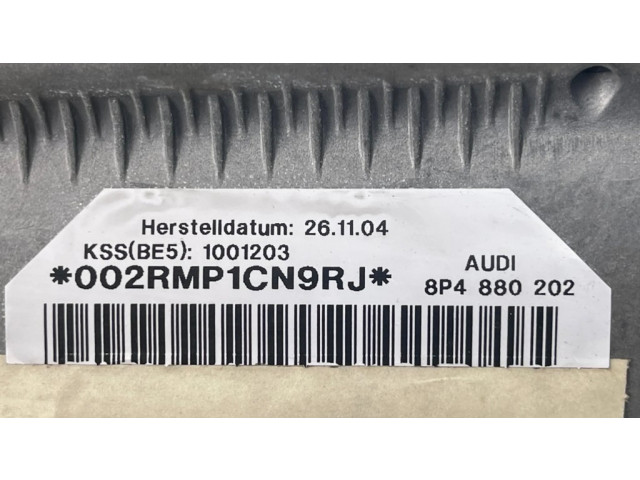 Herstelldatum: 26.11.04
KSS(BE5): 1001203
*002RMP1CN9RJ*
AUDI
8P4 880 202